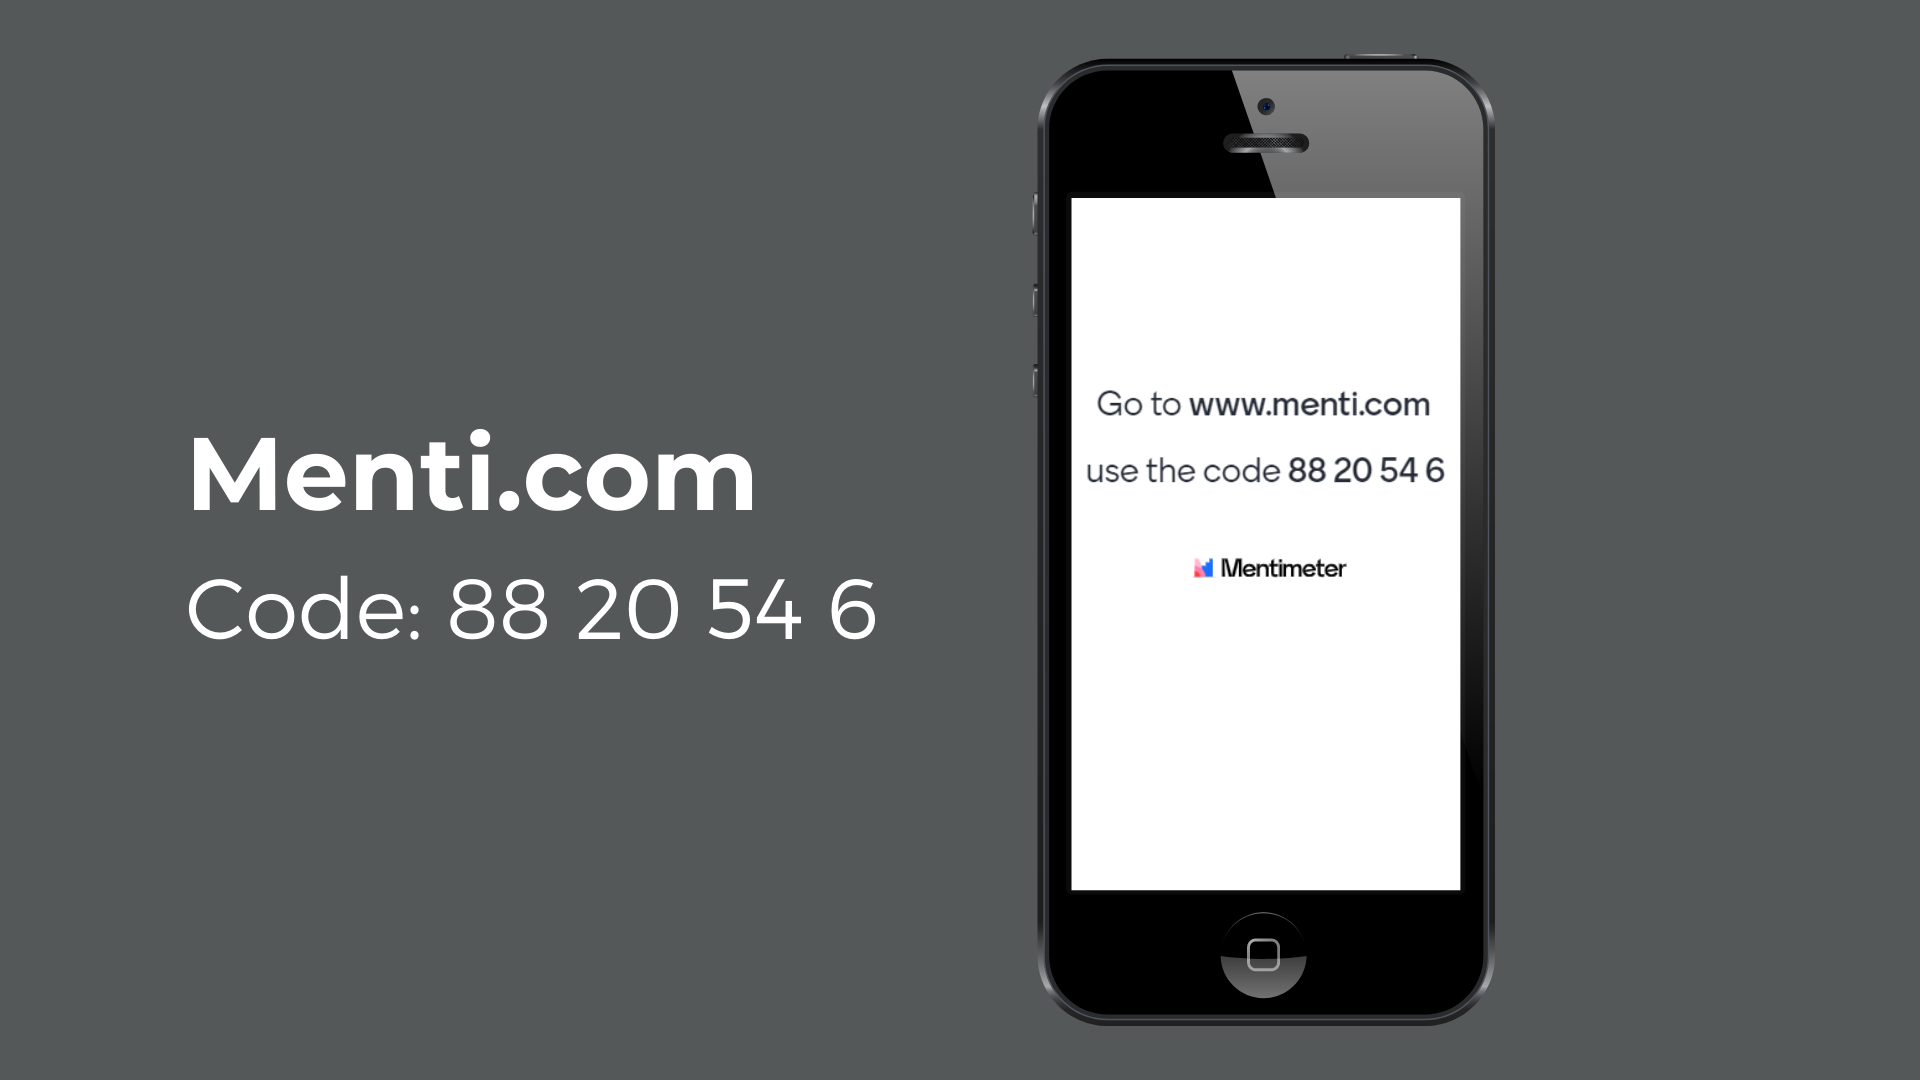 Menti.com
Code: 88 20 54 6
Go to www.menti.com
use the code 88 20 54 6
Mentimeter